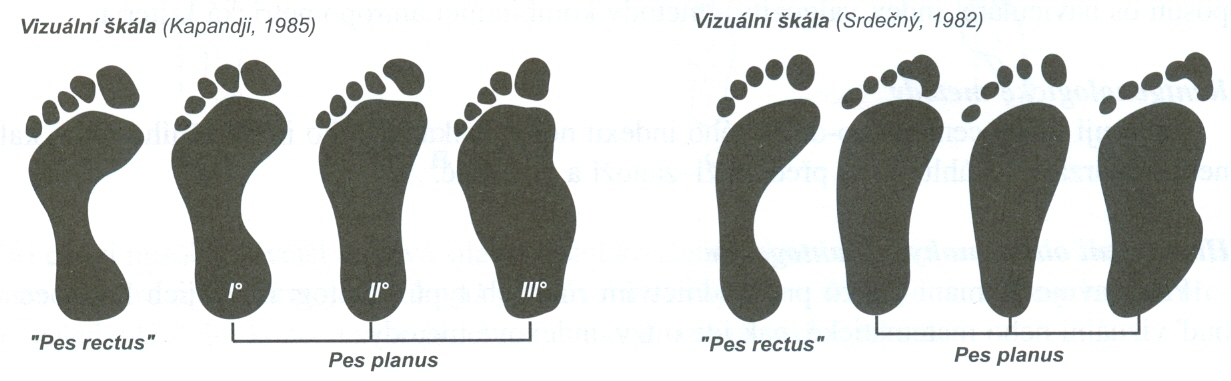 Vizuální škála (Kapandji, 1985)
I°
II°
III°
"Pes rectus"
Pes planus
Vizuální škála (Srdečný, 1982)
"Pes rectus"
Pes planus